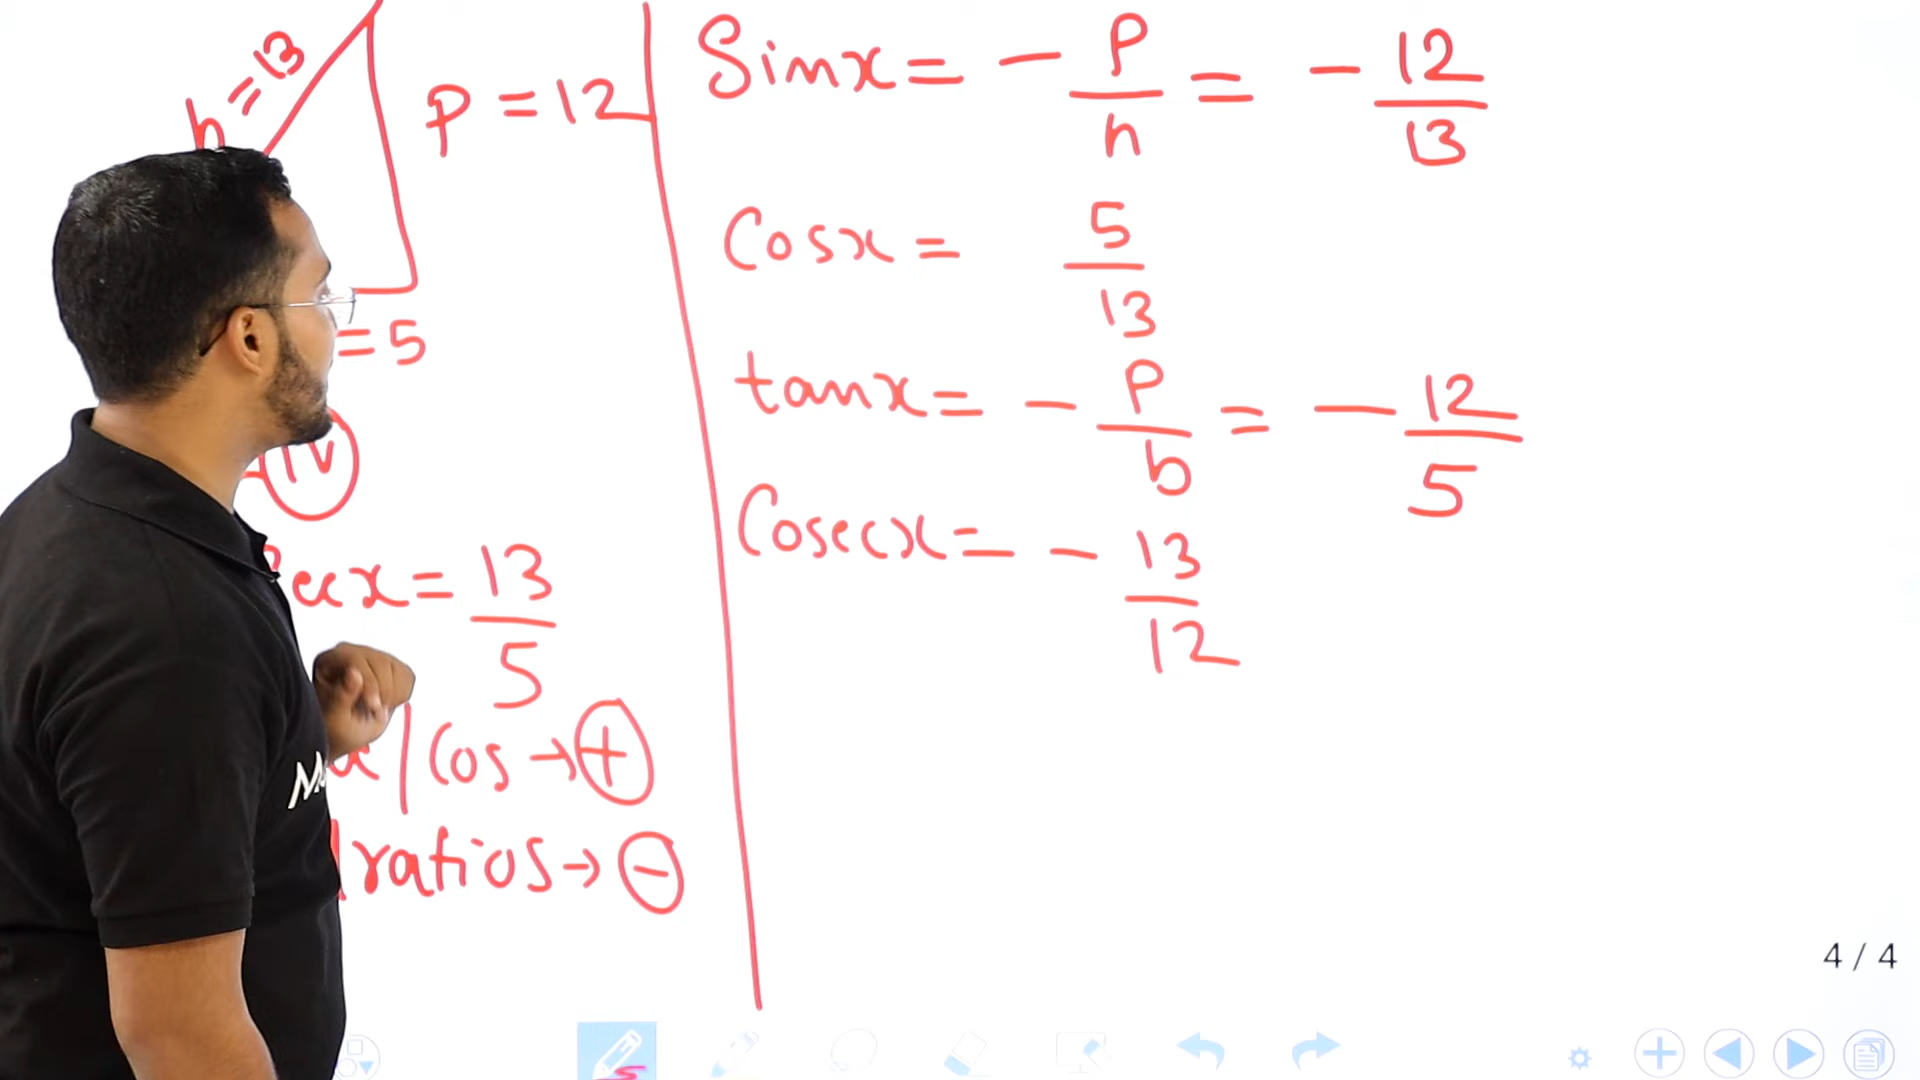 h = 13
p = 12
= 5
IV
Secx = 13/5
Cos → +
ratios → −
Sinx = − P/h = − 12/13
Cosx = 5/13
tanx = − P/b = − 12/5
Cosecx = − 13/12
4 / 4